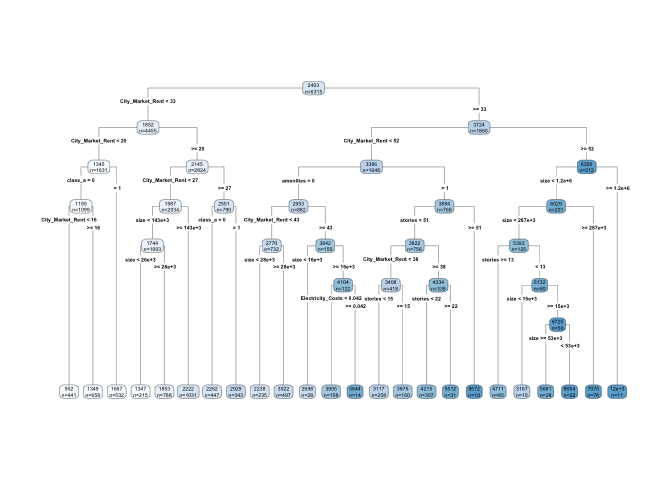 2403
n=6315
City_Market_Rent < 33
>= 33
1852
n=4455
3724
n=1860
City_Market_Rent < 20
>= 20
City_Market_Rent < 52
>= 52
1345
n=1631
2145
n=2824
3386
n=1648
6356
n=212
class_a = 0
= 1
City_Market_Rent < 27
>= 27
amenities = 0
= 1
size < 1.2e+6
>= 1.2e+6
1190
n=1099
1987
n=2034
2551
n=790
2953
n=882
3884
n=766
6029
n=201
City_Market_Rent < 16
>= 16
size < 143e+3
>= 143e+3
class_a = 0
= 1
City_Market_Rent < 43
>= 43
stories < 51
>= 51
size < 287e+3
>= 287e+3
1744
n=1003
2770
n=732
3842
n=150
3822
n=756
5393
n=125
size < 26e+3
>= 26e+3
size < 28e+3
>= 28e+3
size < 16e+3
>= 16e+3
City_Market_Rent < 38
>= 38
stories >= 13
< 13
4104
n=122
3408
n=418
4334
n=338
6132
n=60
Electricity_Costs < 0.042
>= 0.042
stories < 15
>= 15
stories < 22
>= 22
size < 15e+3
>= 15e+3
6725
n=50
size >= 53e+3
< 53e+3
952
n=441
1349
n=658
1667
n=532
1347
n=215
1853
n=788
2222
n=1031
2262
n=447
2929
n=343
2238
n=235
3022
n=497
2698
n=28
3905
n=108
5644
n=14
3117
n=258
3876
n=160
4215
n=307
5512
n=31
8572
n=10
4711
n=65
3167
n=10
5681
n=28
8054
n=22
7075
n=76
12e+3
n=11